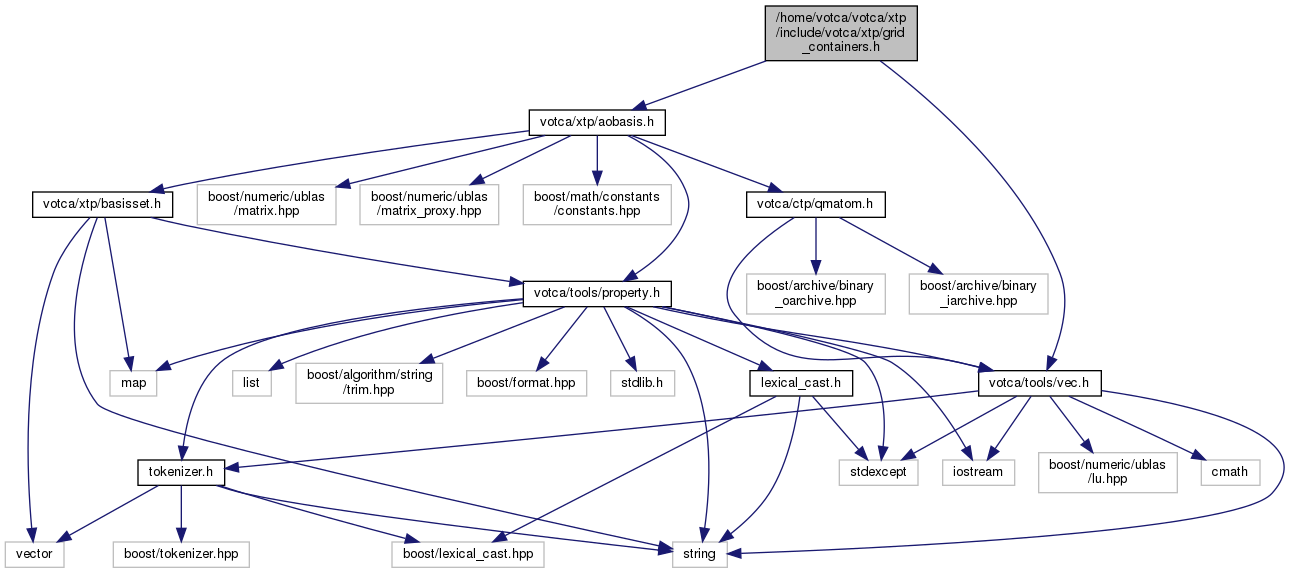 /home/votca/votca/xtp
/include/votca/xtp/grid
_containers.h
votca/xtp/aobasis.h
votca/xtp/basisset.h
boost/numeric/ublas
/matrix.hpp
boost/numeric/ublas
/matrix_proxy.hpp
boost/math/constants
/constants.hpp
votca/ctp/qmatom.h
votca/tools/property.h
boost/archive/binary
_oarchive.hpp
boost/archive/binary
_iarchive.hpp
map
list
boost/algorithm/string
/trim.hpp
boost/format.hpp
stdlib.h
lexical_cast.h
votca/tools/vec.h
tokenizer.h
stdexcept
iostream
boost/numeric/ublas
/lu.hpp
cmath
vector
boost/tokenizer.hpp
boost/lexical_cast.hpp
string